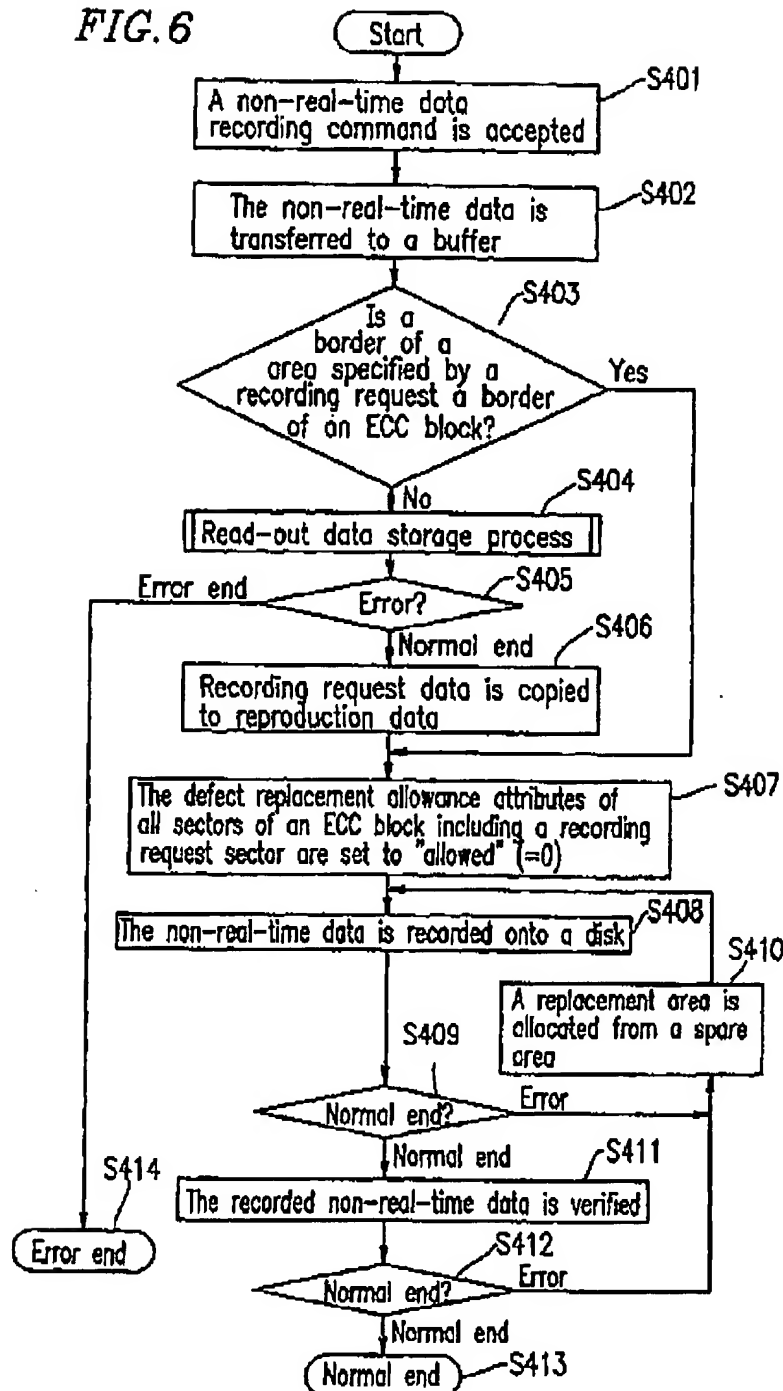 FIG. 6
Start
S401
A non-real-time data
recording command is accepted
S402
The non-real-time data is
transferred to a buffer
S403
Is a
border of a
area specified by a
recording request a border
of an ECC block?
Yes
No
S404
Read-out data storage process
S405
Error end
Error?
Normal end
S406
Recording request data is copied
to reproduction data
S407
The defect replacement allowance attributes of
all sectors of an ECC block including a recording
request sector are set to "allowed" (=0)
S408
The non-real-time data is recorded onto a disk
S410
A replacement area is
allocated from a spare
area
S409
Normal end?
Error
Normal end
S411
The recorded non-real-time data is verified
S414
Error end
S412
Normal end?
Error
Normal end
S413
Normal end